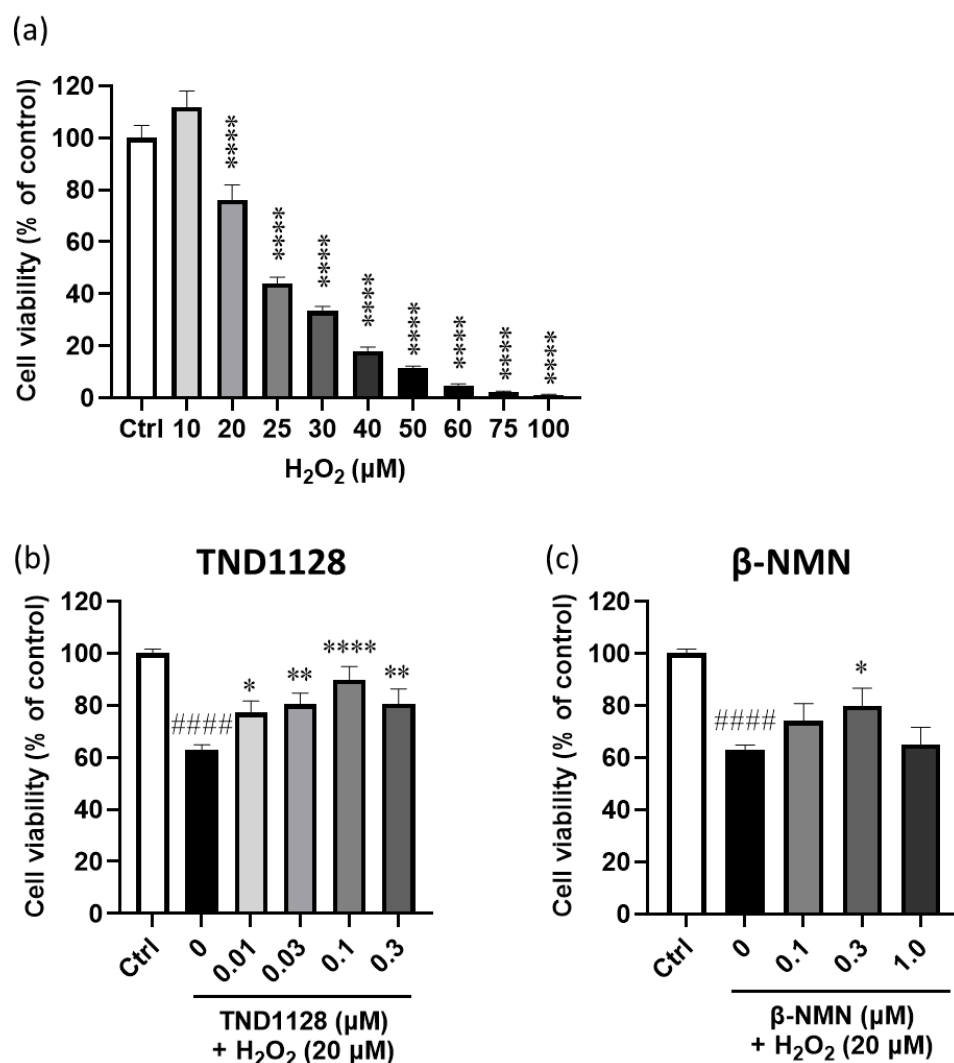 (a)
Cell viability (% of control)
120
100
80
60
40
20
0
****
****
****
****
****
****
****
****
Ctrl 10 20 25 30 40 50 60 75 100
H₂O₂ (µM)
(b)
TND1128
Cell viability (% of control)
120
100
80
60
40
20
0
####
*
**
****
**
Ctrl 0 0.01 0.03 0.1 0.3
TND1128 (µM)
+ H₂O₂ (20 µM)
(c)
β-NMN
Cell viability (% of control)
120
100
80
60
40
20
0
####
*
Ctrl 0 0.1 0.3 1.0
β-NMN (µM)
+ H₂O₂ (20 µM)